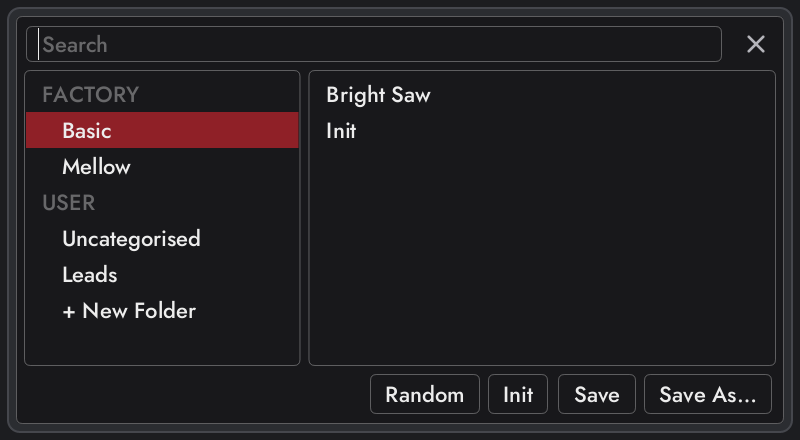 Search
FACTORY
Basic
Mellow
USER
Uncategorised
Leads
+ New Folder
Bright Saw
Init
Random
Init
Save
Save As...